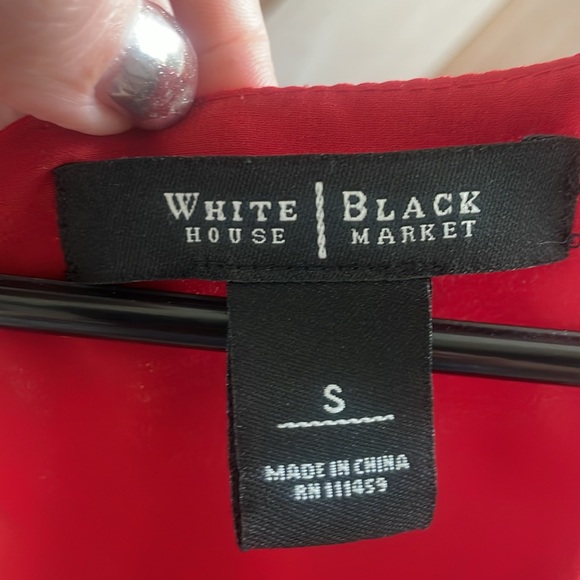 WHITE | BLACK
HOUSE | MARKET
S
MADE IN CHINA
RN 111459